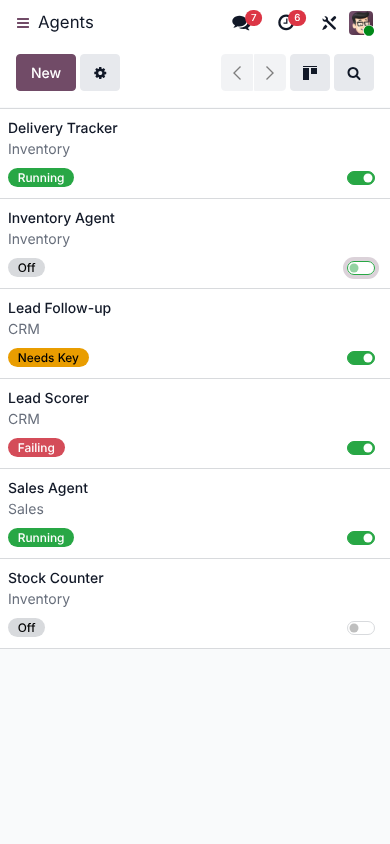 Agents
7
6
New
Delivery Tracker
Inventory
Running
Inventory Agent
Inventory
Off
Lead Follow-up
CRM
Needs Key
Lead Scorer
CRM
Failing
Sales Agent
Sales
Running
Stock Counter
Inventory
Off